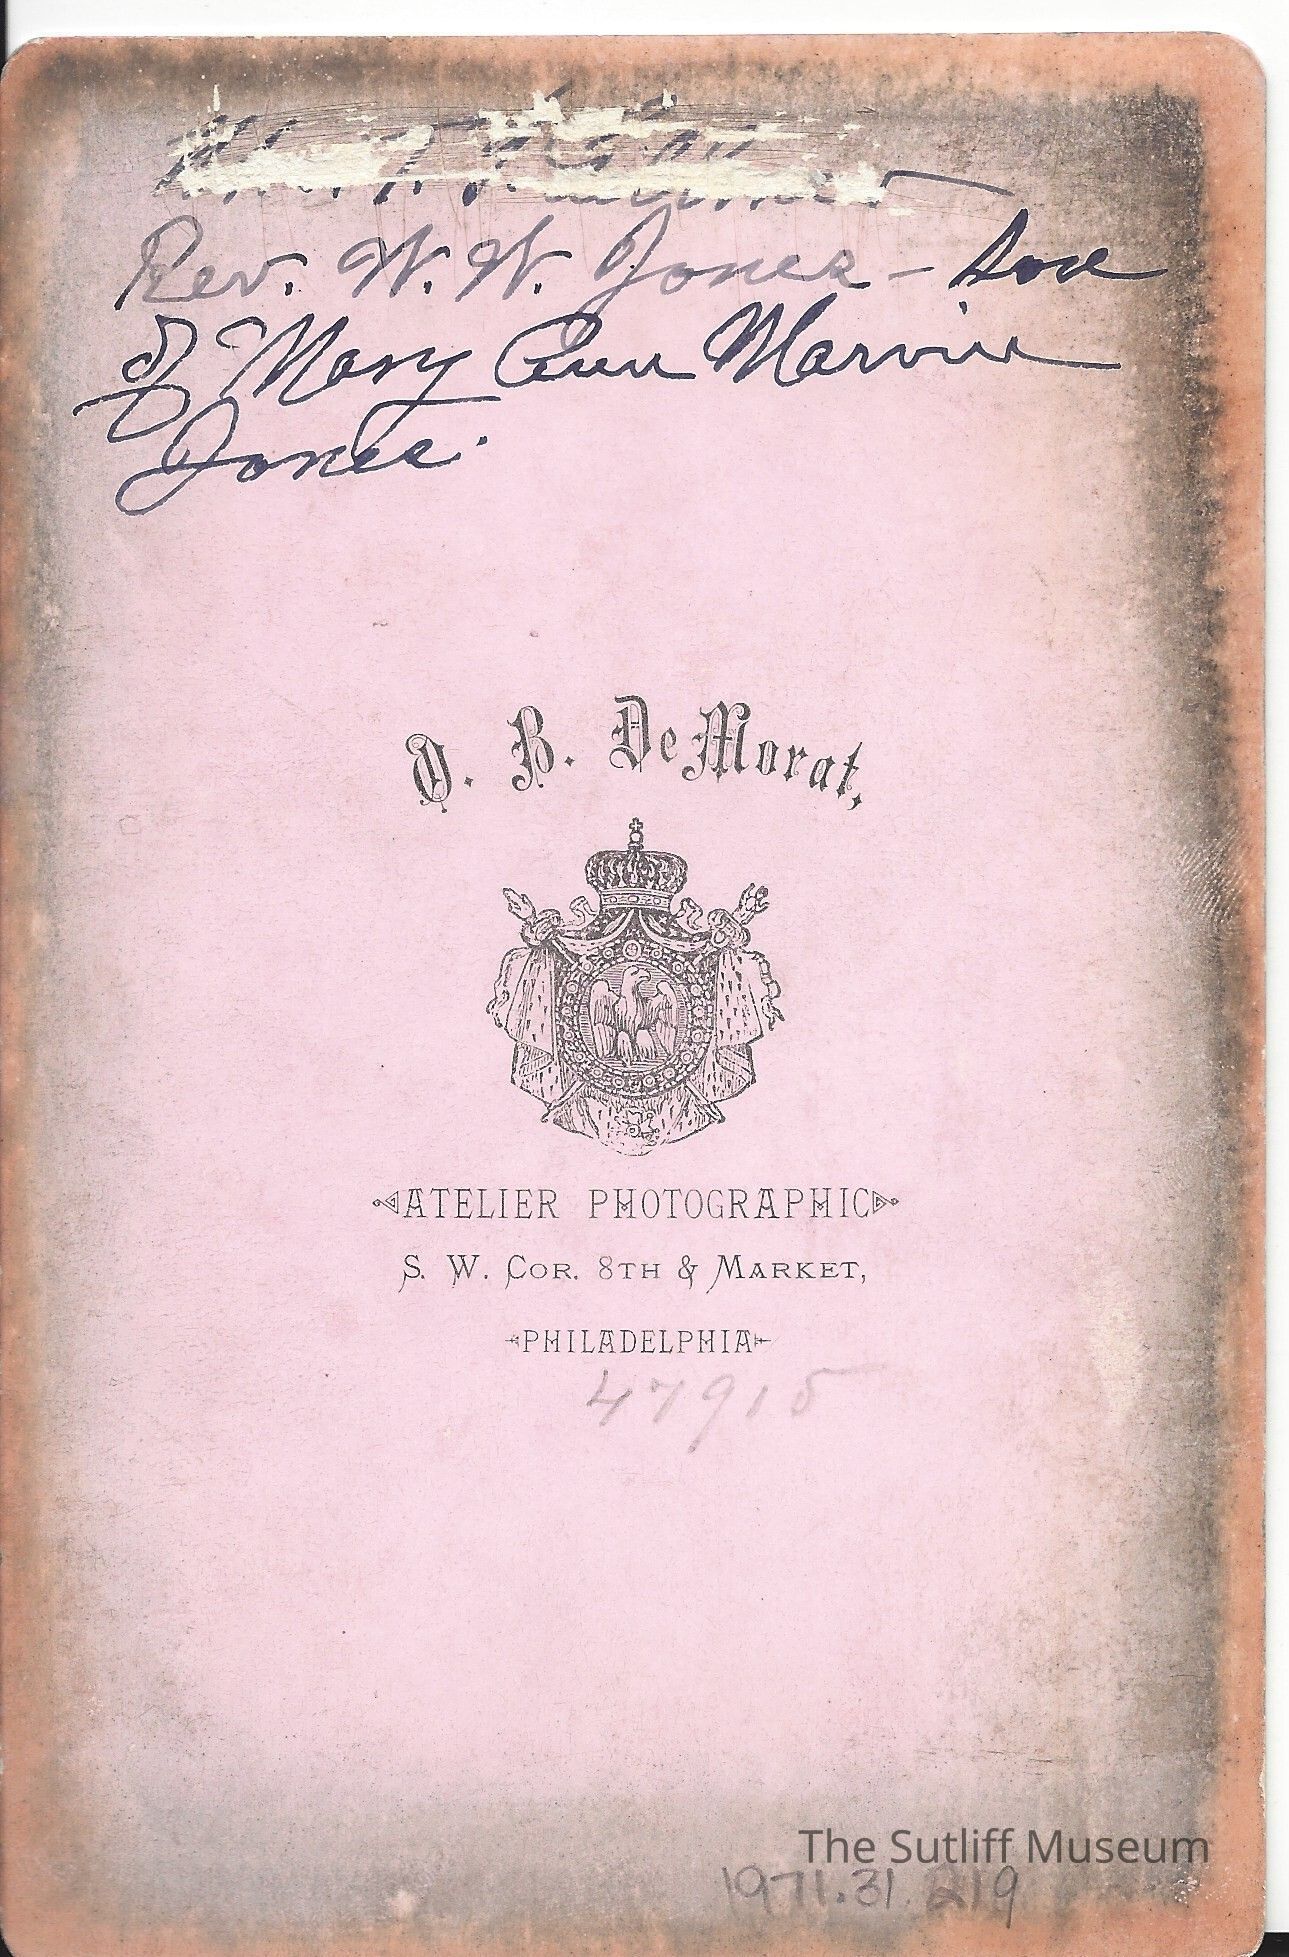 Rev. W. W. Jones – Son
of Mary Ann Marvin
Jones.
O. B. DeMorat,
ATELIER PHOTOGRAPHIC
S. W. COR. 8TH & MARKET,
PHILADELPHIA
47915
The Sutliff Museum
1971.31.219